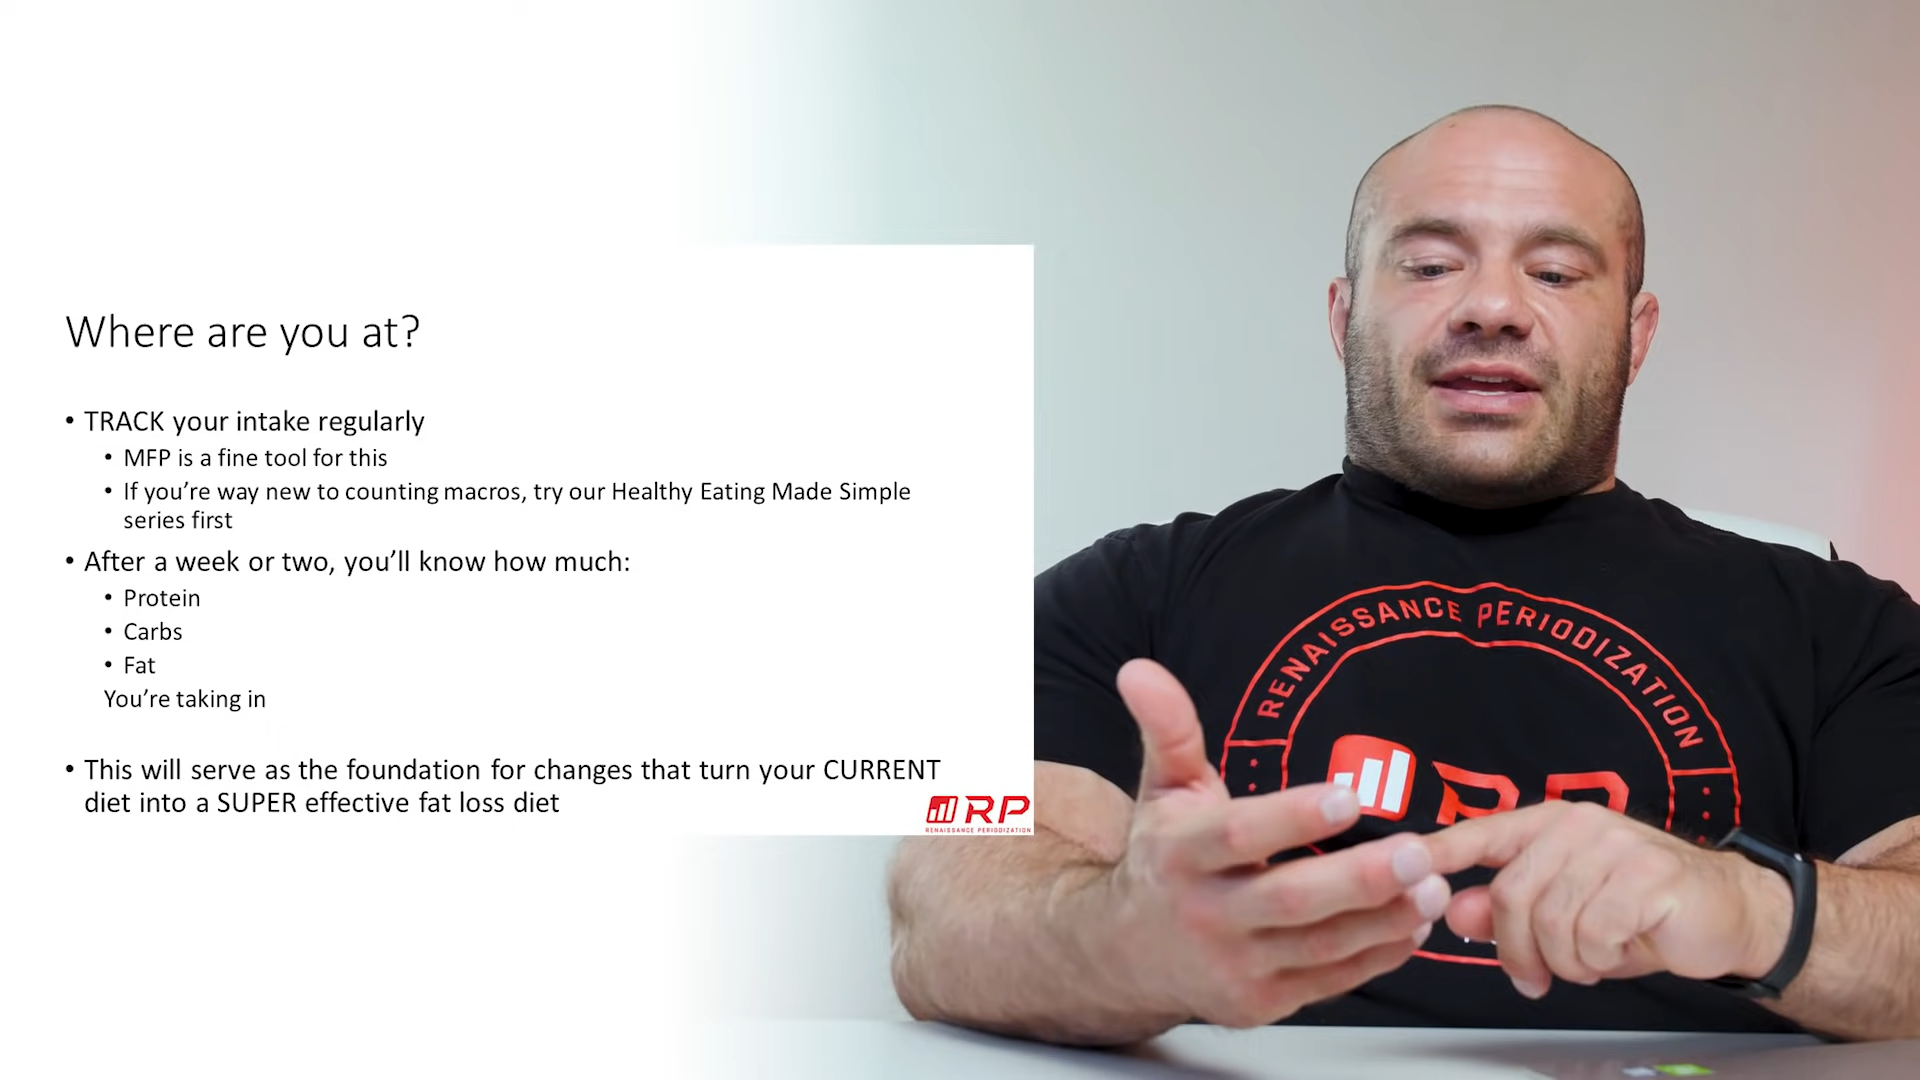 Where are you at?
• TRACK your intake regularly
• MFP is a fine tool for this
• If you’re way new to counting macros, try our Healthy Eating Made Simple
series first
• After a week or two, you’ll know how much:
• Protein
• Carbs
• Fat
You’re taking in
• This will serve as the foundation for changes that turn your CURRENT
diet into a SUPER effective fat loss diet
RP
RENAISSANCE PERIODIZATION
RENAISSANCE PERIODIZATION
RP